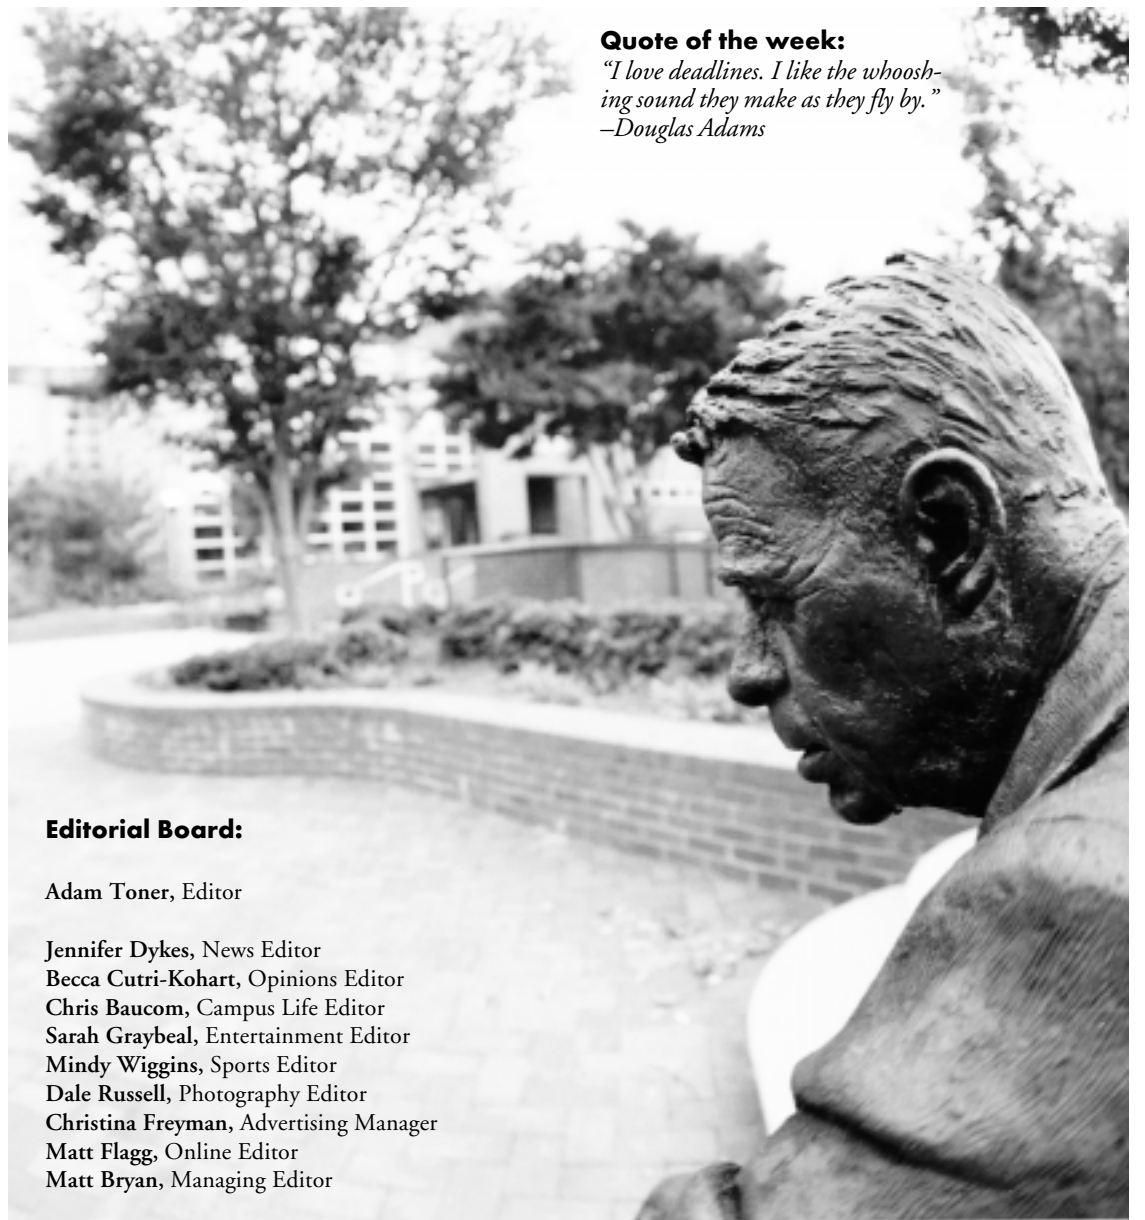 Quote of the week:
“I love deadlines. I like the whoosh-
ing sound they make as they fly by.”
–Douglas Adams
Editorial Board:
Adam Toner, Editor
Jennifer Dykes, News Editor
Becca Cutri-Kohart, Opinions Editor
Chris Baucom, Campus Life Editor
Sarah Graybeal, Entertainment Editor
Mindy Wiggins, Sports Editor
Dale Russell, Photography Editor
Christina Freyman, Advertising Manager
Matt Flagg, Online Editor
Matt Bryan, Managing Editor